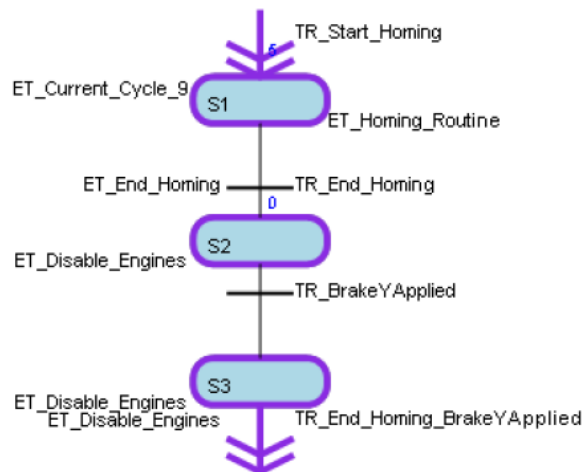 TR_Start_Homing
5
ET_Current_Cycle_9
S1
ET_Homing_Routine
ET_End_Homing
TR_End_Homing
0
S2
ET_Disable_Engines
TR_BrakeYApplied
S3
ET_Disable_Engines
ET_Disable_Engines
TR_End_Homing_BrakeYApplied